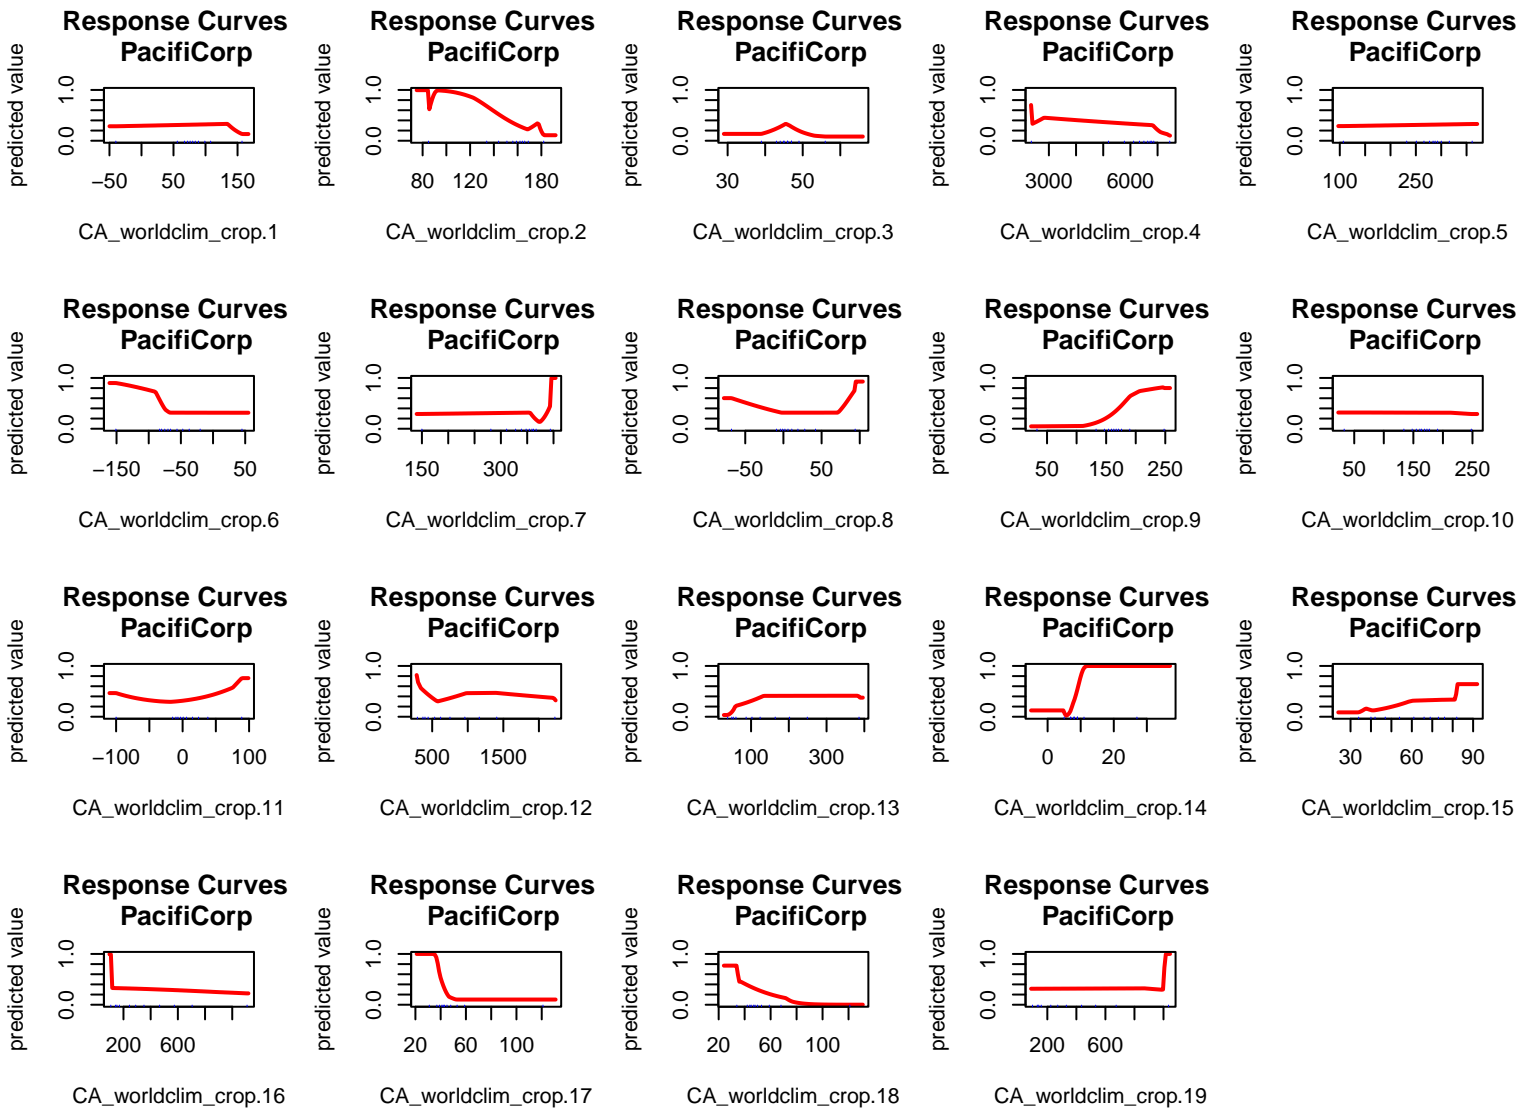 Response Curves
PacifiCorp
predicted value
0.0 1.0
−50 50 150
CA_worldclim_crop.1
Response Curves
PacifiCorp
predicted value
0.0 1.0
80 120 180
CA_worldclim_crop.2
Response Curves
PacifiCorp
predicted value
0.0 1.0
30 50
CA_worldclim_crop.3
Response Curves
PacifiCorp
predicted value
0.0 1.0
3000 6000
CA_worldclim_crop.4
Response Curves
PacifiCorp
predicted value
0.0 1.0
100 250
CA_worldclim_crop.5
Response Curves
PacifiCorp
predicted value
0.0 1.0
−150 −50 50
CA_worldclim_crop.6
Response Curves
PacifiCorp
predicted value
0.0 1.0
150 300
CA_worldclim_crop.7
Response Curves
PacifiCorp
predicted value
0.0 1.0
−50 50
CA_worldclim_crop.8
Response Curves
PacifiCorp
predicted value
0.0 1.0
50 150 250
CA_worldclim_crop.9
Response Curves
PacifiCorp
predicted value
0.0 1.0
50 150 250
CA_worldclim_crop.10
Response Curves
PacifiCorp
predicted value
0.0 1.0
−100 0 100
CA_worldclim_crop.11
Response Curves
PacifiCorp
predicted value
0.0 1.0
500 1500
CA_worldclim_crop.12
Response Curves
PacifiCorp
predicted value
0.0 1.0
100 300
CA_worldclim_crop.13
Response Curves
PacifiCorp
predicted value
0.0 1.0
0 20
CA_worldclim_crop.14
Response Curves
PacifiCorp
predicted value
0.0 1.0
30 60 90
CA_worldclim_crop.15
Response Curves
PacifiCorp
predicted value
0.0 1.0
200 600
CA_worldclim_crop.16
Response Curves
PacifiCorp
predicted value
0.0 1.0
20 60 100
CA_worldclim_crop.17
Response Curves
PacifiCorp
predicted value
0.0 1.0
20 60 100
CA_worldclim_crop.18
Response Curves
PacifiCorp
predicted value
0.0 1.0
200 600
CA_worldclim_crop.19